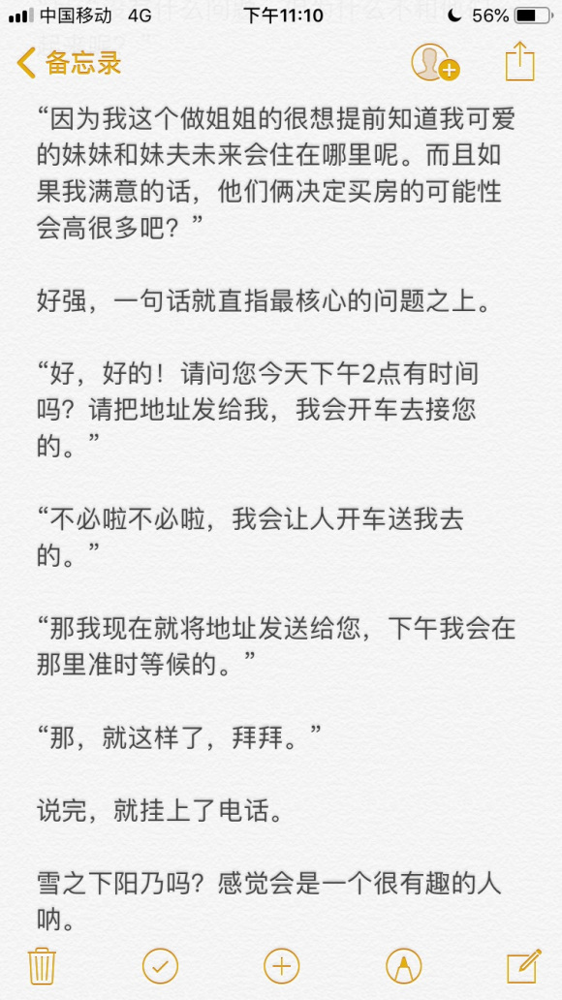 中国移动 4G 下午11:10 56%
备忘录
“因为我这个做姐姐的很想提前知道我可爱
的妹妹和妹夫未来会住在哪里呢。而且如
果我满意的话，他们俩决定买房的可能性
会高很多吧？”
好强，一句话就直指最核心的问题之上。
“好，好的！请问您今天下午2点有时间
吗？请把地址发给我，我会开车去接您
的。”
“不必啦不必啦，我会让人开车送我去
的。”
“那我现在就将地址发送给您，下午我会在
那里准时等候的。”
“那，就这样了，拜拜。”
说完，就挂上了电话。
雪之下阳乃吗？感觉会是一个很有趣的人
呐。